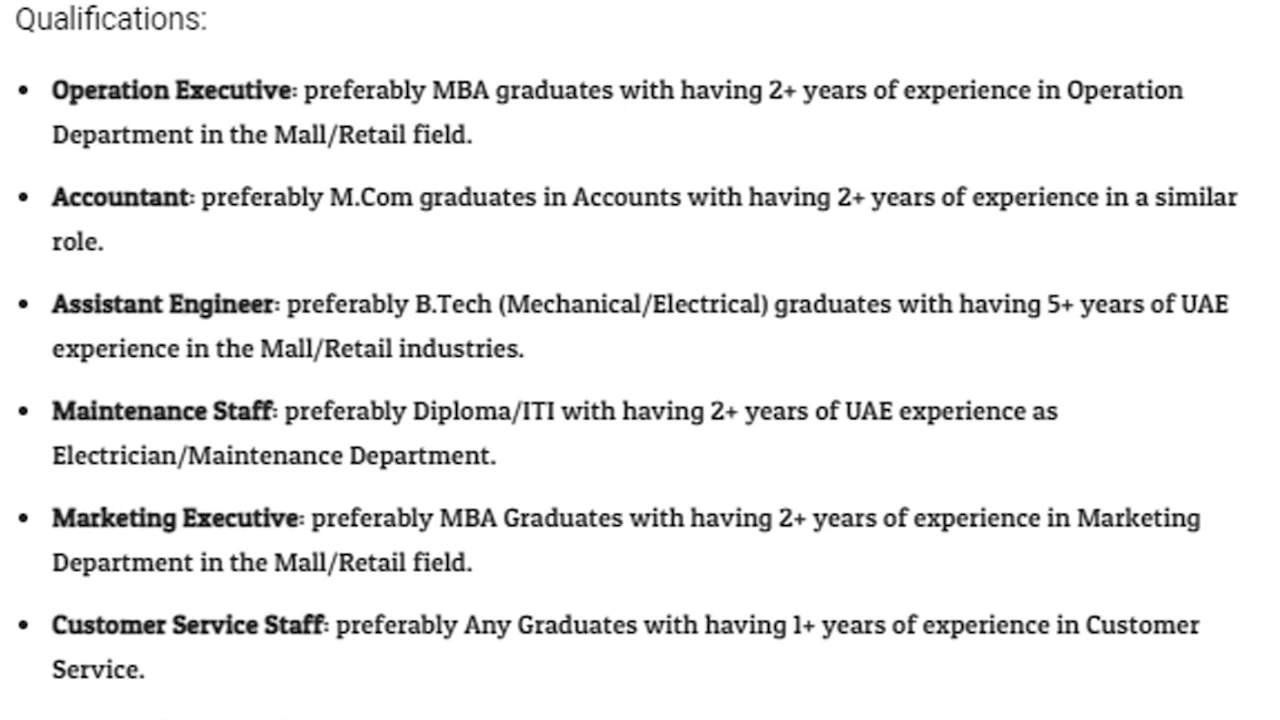 Qualifications:
• Operation Executive: preferably MBA graduates with having 2+ years of experience in Operation
Department in the Mall/Retail field.
• Accountant: preferably M.Com graduates in Accounts with having 2+ years of experience in a similar
role.
• Assistant Engineer: preferably B.Tech (Mechanical/Electrical) graduates with having 5+ years of UAE
experience in the Mall/Retail industries.
• Maintenance Staff: preferably Diploma/ITI with having 2+ years of UAE experience as
Electrician/Maintenance Department.
• Marketing Executive: preferably MBA Graduates with having 2+ years of experience in Marketing
Department in the Mall/Retail field.
• Customer Service Staff: preferably Any Graduates with having 1+ years of experience in Customer
Service.